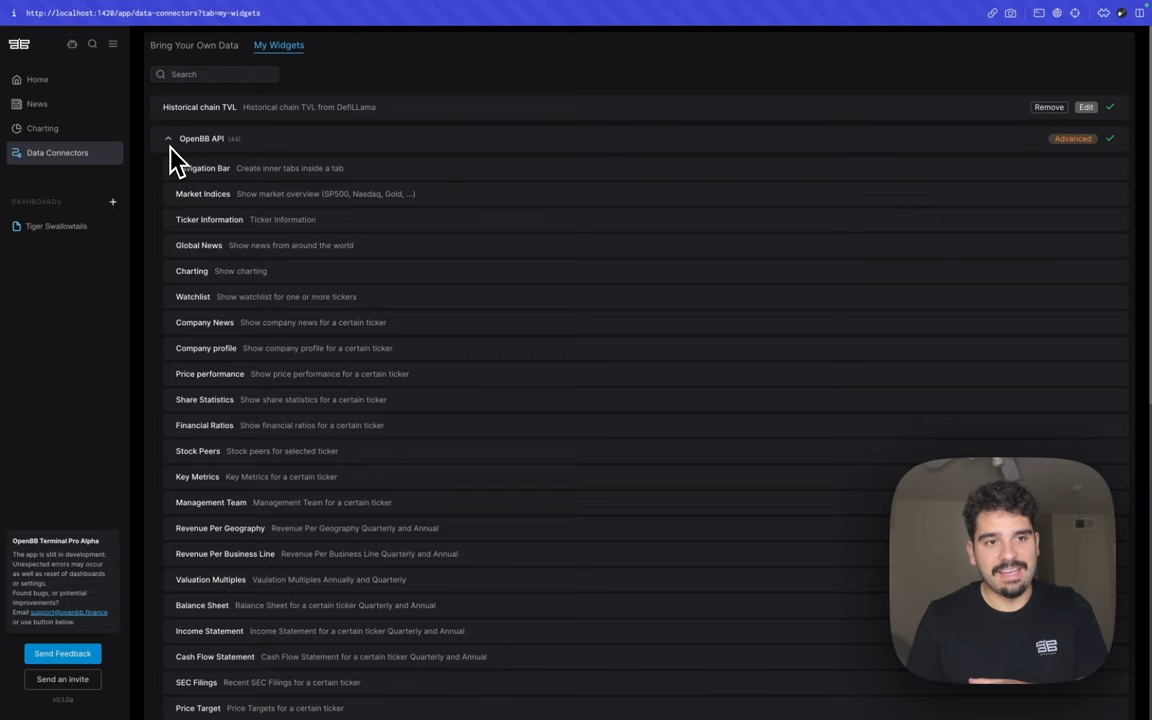 http://localhost:1420/app/data-connectors?tab=my-widgets
Home
News
Charting
Data Connectors
DASHBOARDS +
Tiger Swallowtails
OpenBB Terminal Pro Alpha
The app is still in development.
Unexpected errors may occur
as well as reset of dashboards
or settings.
Found bugs, or potential
improvements?
Email support@openbb.finance
or use button below.
Send Feedback
Send an invite
v0.1.0a
Bring Your Own Data My Widgets
Search
Historical chain TVL Historical chain TVL from DefiLLama Remove Edit
OpenBB API (44) Advanced
Bar Create inner tabs inside a tab
Market Indices Show market overview (SP500, Nasdaq, Gold, ...)
Ticker Information Ticker Information
Global News Show news from around the world
Charting Show charting
Watchlist Show watchlist for one or more tickers
Company News Show company news for a certain ticker
Company profile Show company profile for a certain ticker
Price performance Show price performance for a certain ticker
Share Statistics Show share statistics for a certain ticker
Financial Ratios Show financial ratios for a certain ticker
Stock Peers Stock peers for selected ticker
Key Metrics Key Metrics for a certain ticker
Management Team Management Team for a certain ticker
Revenue Per Geography Revenue Per Geography Quarterly and Annual
Revenue Per Business Line Revenue Per Business Line Quarterly and Annual
Valuation Multiples Vaulation Multiples Annually and Quarterly
Balance Sheet Balance Sheet for a certain ticker Quarterly and Annual
Income Statement Income Statement for a certain ticker Quarterly and Annual
Cash Flow Statement Cash Flow Statement for a certain ticker Quarterly and Annual
SEC Filings Recent SEC Filings for a certain ticker
Price Target Price Targets for a certain ticker